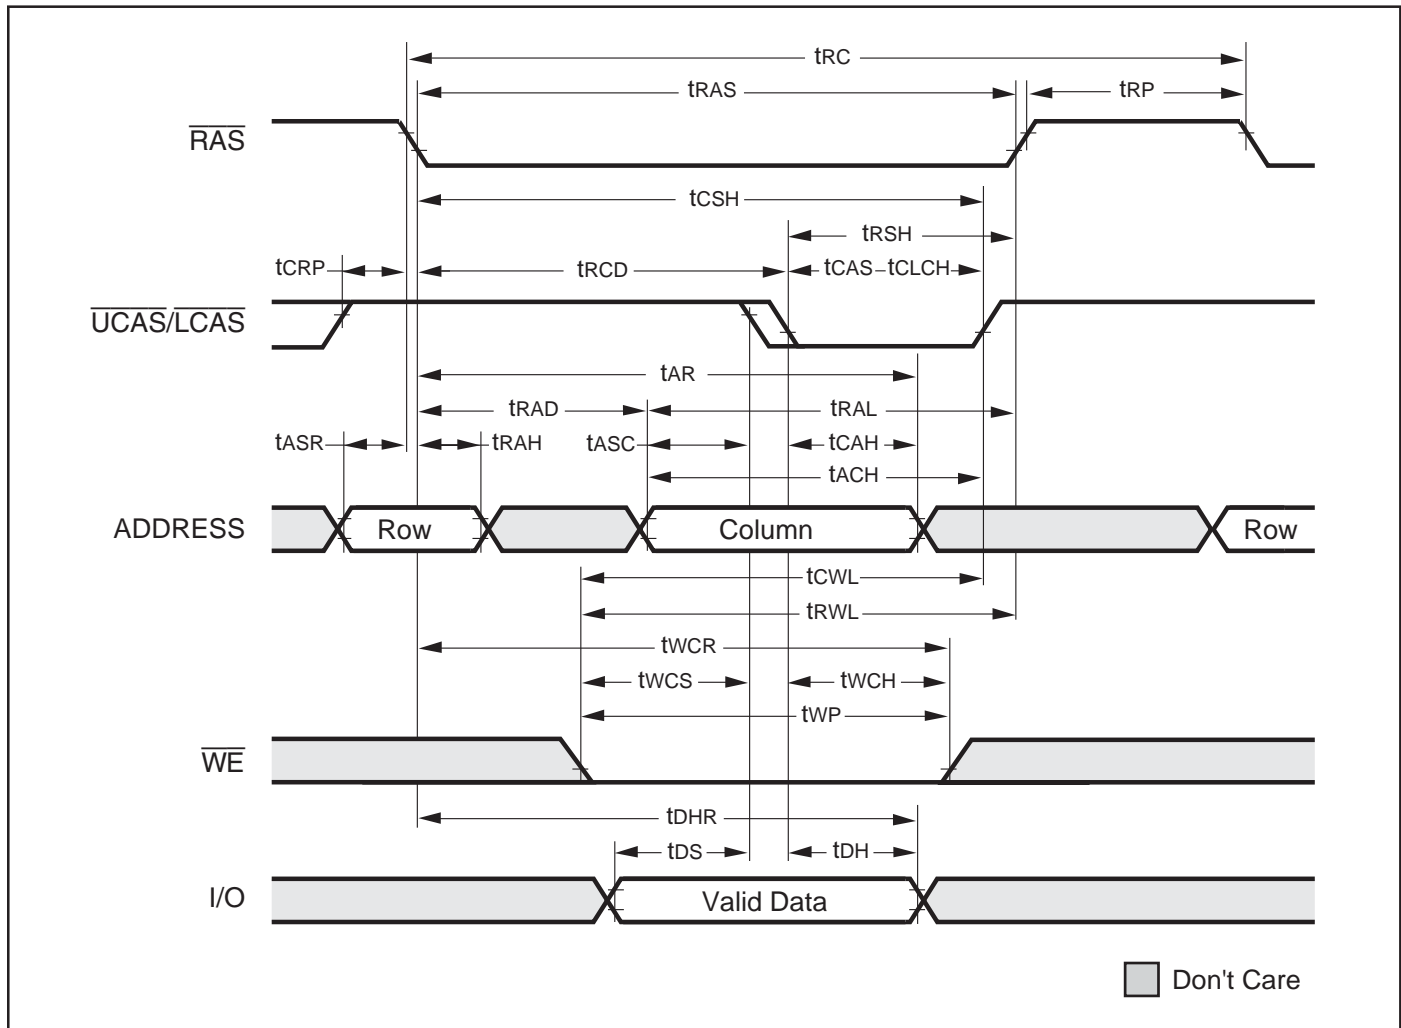 tRC
tRAS
tRP
RAS
tCSH
tRSH
tCRP
tRCD
tCAS
tCLCH
UCAS/LCAS
tAR
tRAD
tRAL
tASR
tRAH
tASC
tCAH
tACH
ADDRESS
Row
Column
Row
tCWL
tRWL
tWCR
tWCS
tWCH
tWP
WE
tDHR
tDS
tDH
I/O
Valid Data
Don't Care